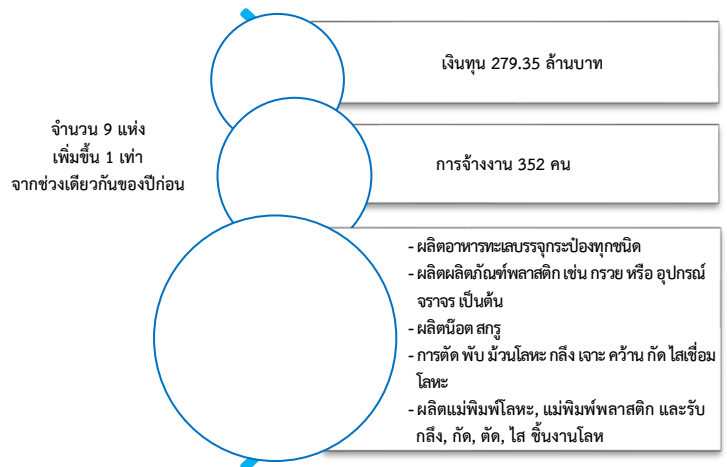 จำนวน 9 แห่ง
เพิ่มขึ้น 1 เท่า
จากช่วงเดียวกันของปีก่อน
เงินทุน 279.35 ล้านบาท
การจ้างงาน 352 คน
- ผลิตอาหารทะเลบรรจุกระป๋องทุกชนิด
- ผลิตผลิตภัณฑ์พลาสติก เช่น กรวย หรือ อุปกรณ์
จราจร เป็นต้น
- ผลิตน๊อต สกรู
- การตัด พับ ม้วนโลหะ กลึง เจาะ คว้าน กัด ไสเชื่อม
โลหะ
- ผลิตแม่พิมพ์โลหะ, แม่พิมพ์พลาสติก และรับ
กลึง, กัด, ตัด, ไส ชิ้นงานโลห